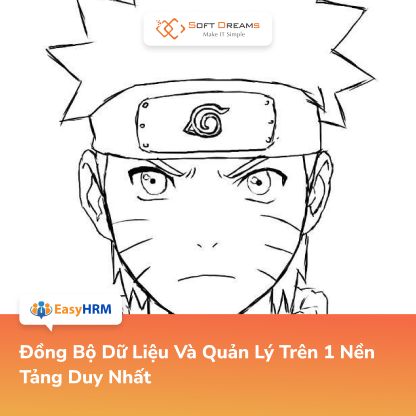 SOFT DREAMS
Make IT Simple
EasyHRM
Đồng Bộ Dữ Liệu Và Quản Lý Trên 1 Nền
Tảng Duy Nhất